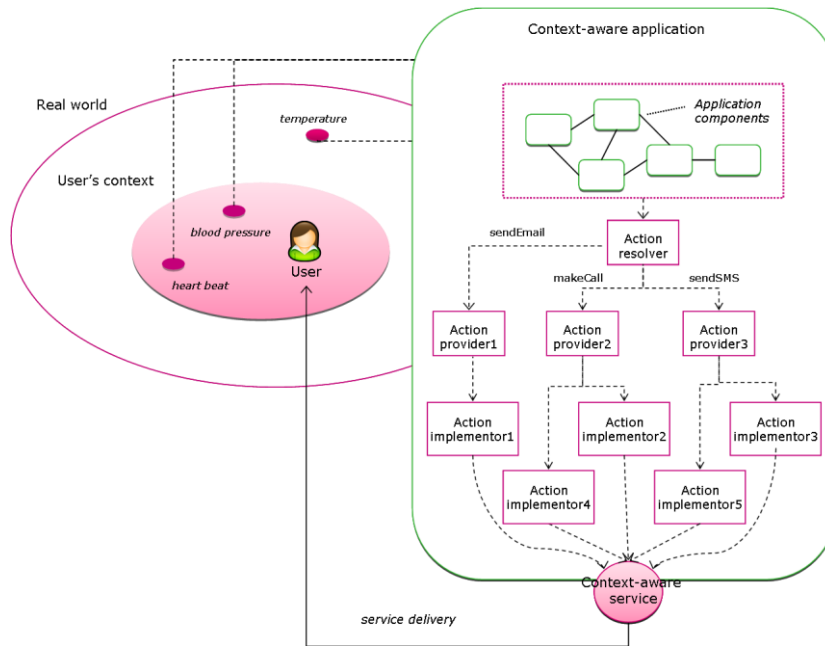 Context-aware application
Real world
temperature
Application
components
User's context
blood pressure
User
heart beat
sendEmail
Action
resolver
makeCall
sendSMS
Action
provider1
Action
provider2
Action
provider3
Action
implementor1
Action
implementor2
Action
implementor3
Action
implementor4
Action
implementor5
Context-aware
service
service delivery